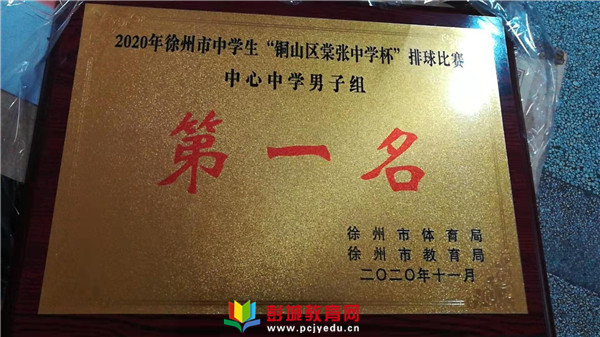 2020年徐州市中学生“铜山区棠张中学杯”排球比赛
中心中学男子组
第一名
徐州市体育局
徐州市教育局
二〇二〇年十一月
彭城教育网
www.pcjyedu.cn